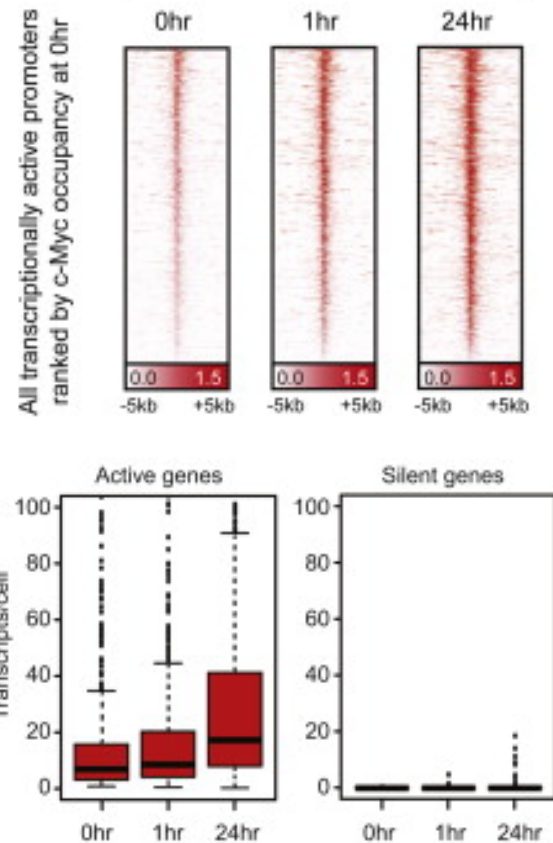 0hr 1hr 24hr
All transcriptionally active promoters
ranked by c-Myc occupancy at 0hr
0.0 1.5 0.0 1.5 0.0 1.5
-5kb +5kb -5kb +5kb -5kb +5kb
Active genes Silent genes
Transcripts/cell
100 100
80 80
60 60
40 40
20 20
0 0
0hr 1hr 24hr 0hr 1hr 24hr